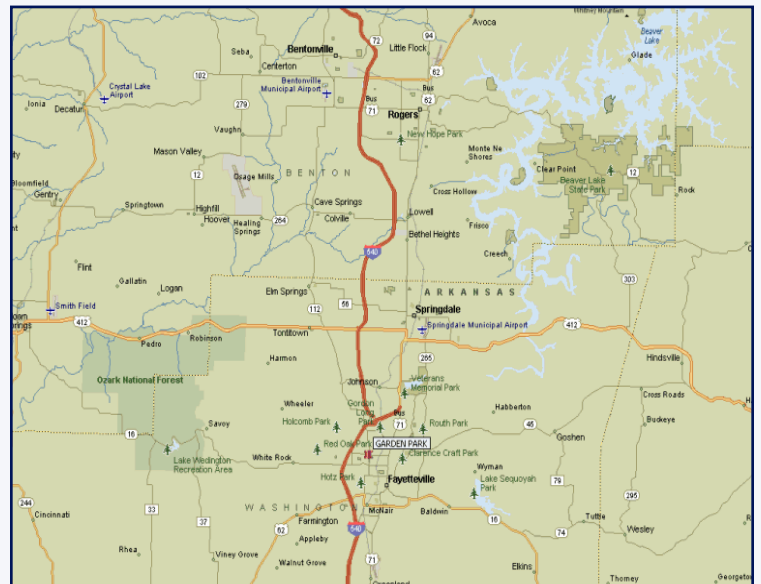 Whitney Mountain
Avoca
Beaver
Lake
72
94
Seba
Bentonville
Little Flock
Glade
Centerton
62
102
Crystal Lake
Airport
Bentonville
Municipal Airport
Bus
Ionia
Decatur
279
Bus
71
62
Rogers
Vaughn
New Hope Park
Mason Valley
Monte Ne
Shores
Clear Point
Bloomfield
12
Osage Mills
BENTON
Beaver Lake
State Park
12
Gentry
Cross Hollow
Rock
Springtown
Highfill
Cave Springs
Hoover
Healing
Springs
264
Colville
Lowell
Frisco
Bethel Heights
640
Creech
Flint
Gallatin
Logan
303
Elm Springs
ARKANSAS
Smith Field
112
56
Springdale
412
Tontitown
Springdale Municipal Airport
412
Pedro
Robinson
Harmon
265
Hindsville
Ozark National Forest
Johnson
Veterans
Memorial Park
Cross Roads
Wheeler
Gordon
Long
Park
Bus
71
Habberton
Buckeye
Holcomb Park
Routh Park
45
16
Savoy
Red Oak Park
GARDEN PARK
Goshen
Lake Wedington
Recreation Area
White Rock
Clarence Craft Park
Wyman
Hotz Park
Fayetteville
Lake Sequoyah
Park
79
295
244
33
37
WASHINGTON
McNair
Baldwin
16
Tuttle
Cincinnati
62
Farmington
640
74
Wesley
Appleby
Rhea
Viney Grove
Walnut Grove
71
Elkins
Thorney